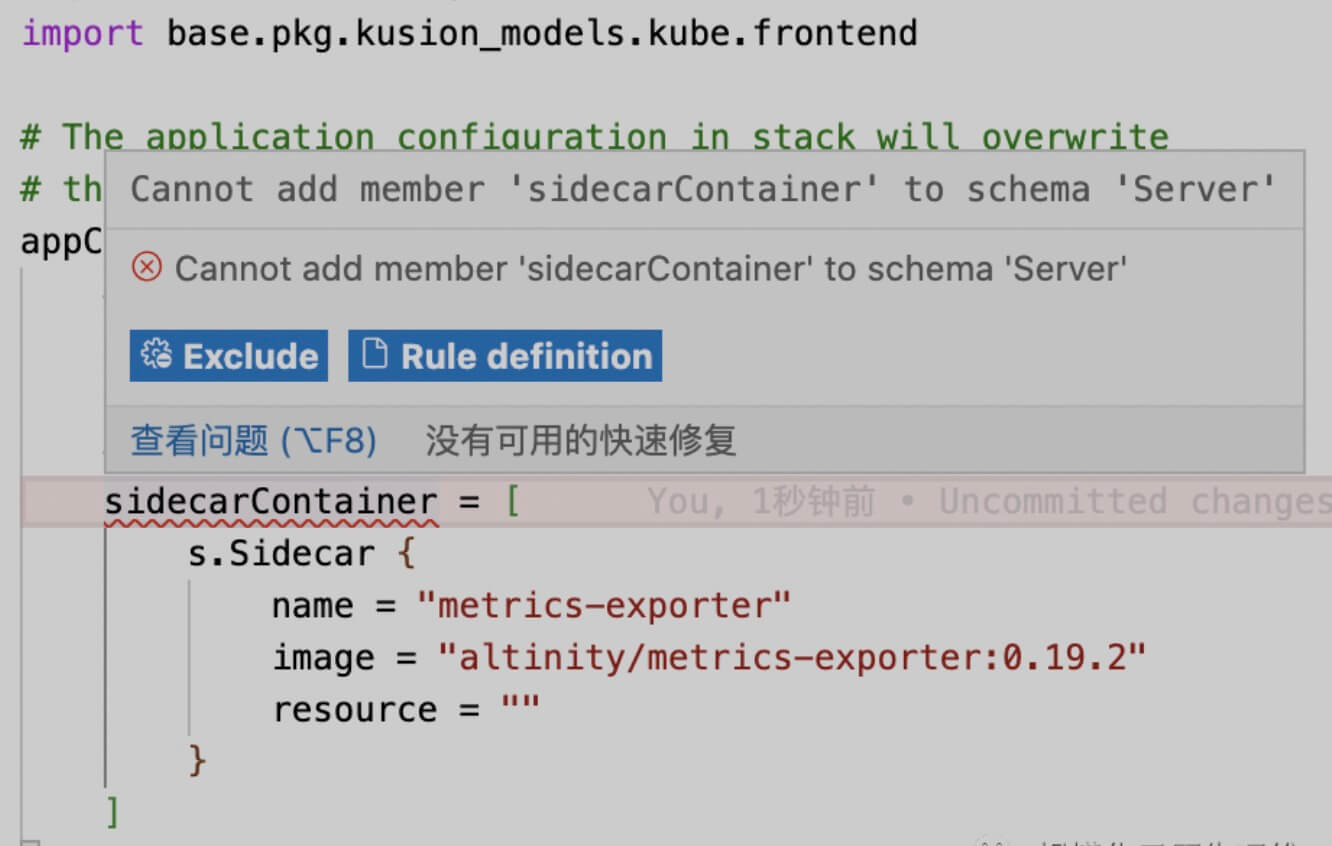 import base.pkg.kusion_models.kube.frontend
# The application configuration in stack will overwrite
# th
Cannot add member 'sidecarContainer' to schema 'Server'
appC
Cannot add member 'sidecarContainer' to schema 'Server'
Exclude Rule definition
查看问题 (⌥F8) 没有可用的快速修复
sidecarContainer = [ You, 1秒钟前 • Uncommitted changes
s.Sidecar {
name = "metrics-exporter"
image = "altinity/metrics-exporter:0.19.2"
resource = ""
}
]